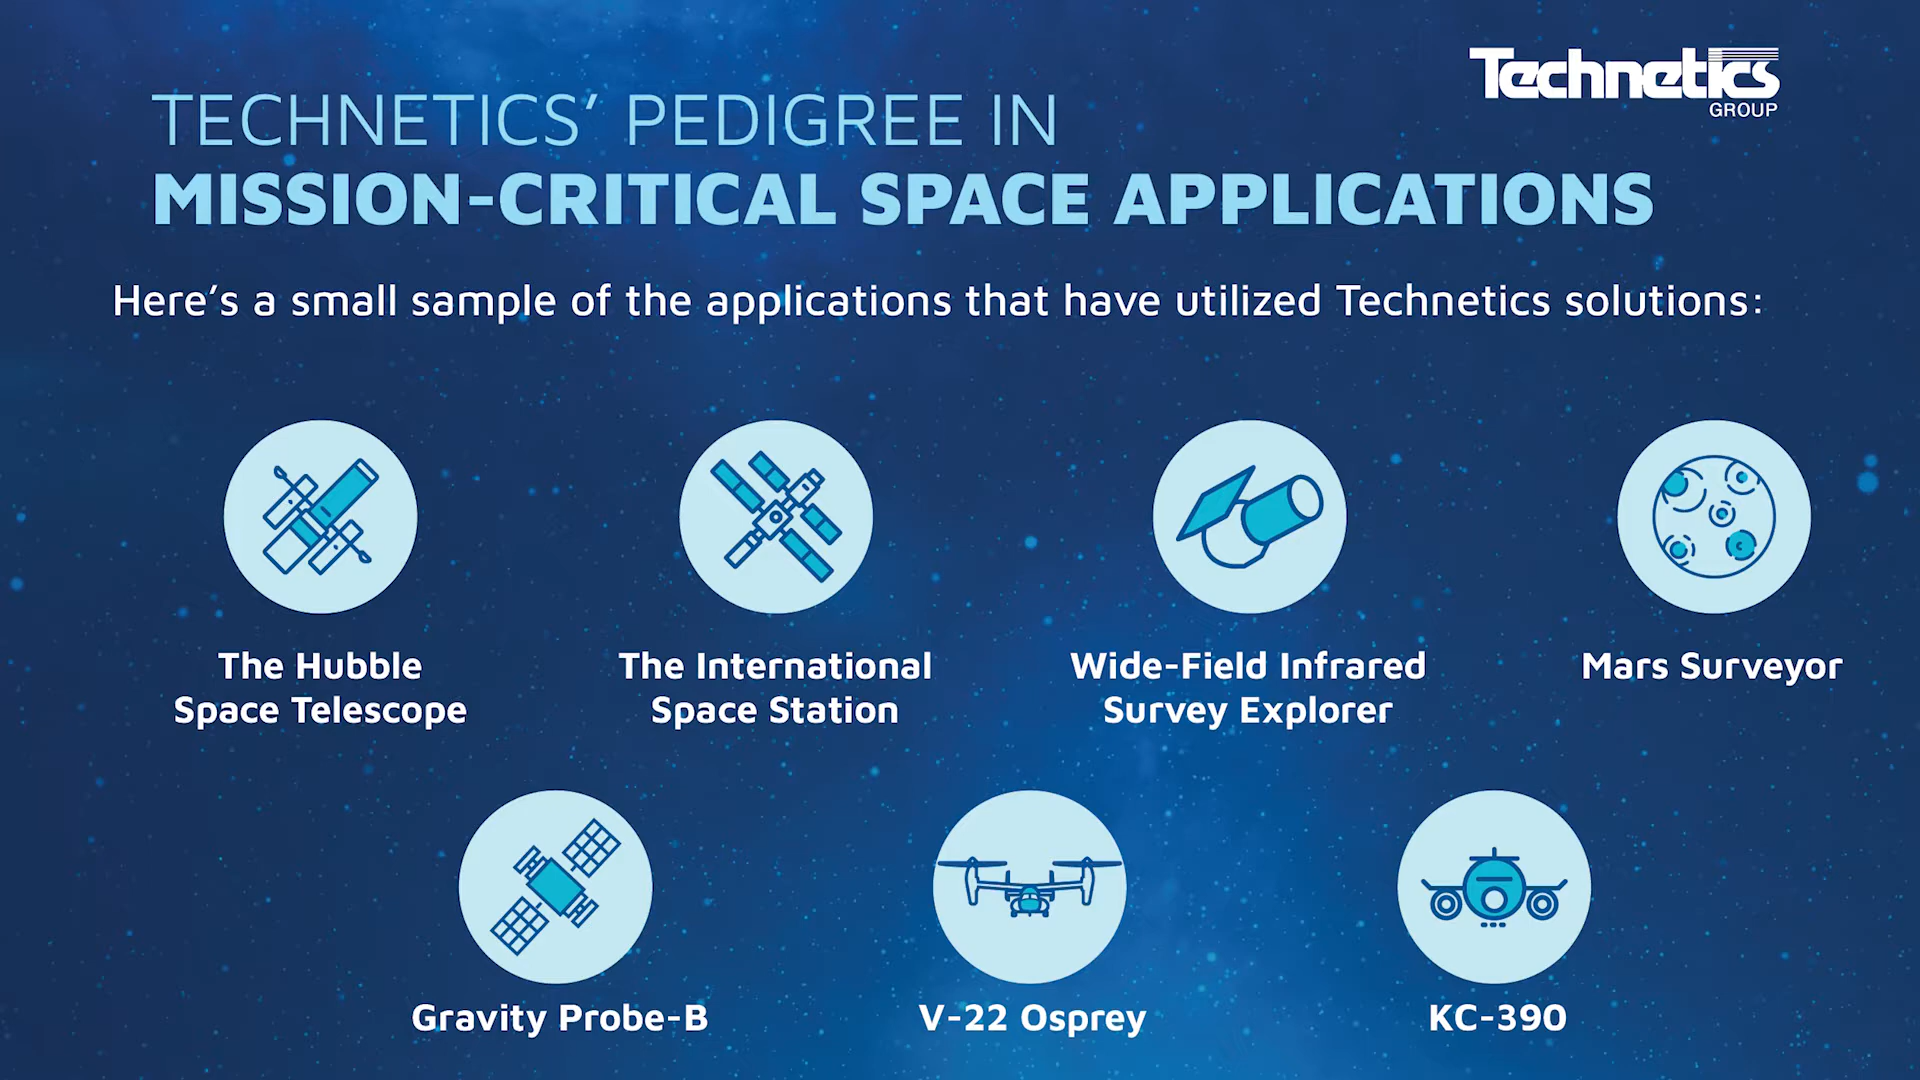 Technetics
GROUP
TECHNETICS’ PEDIGREE IN
MISSION-CRITICAL SPACE APPLICATIONS
Here’s a small sample of the applications that have utilized Technetics solutions:
The Hubble
Space Telescope
The International
Space Station
Wide-Field Infrared
Survey Explorer
Mars Surveyor
Gravity Probe-B
V-22 Osprey
KC-390